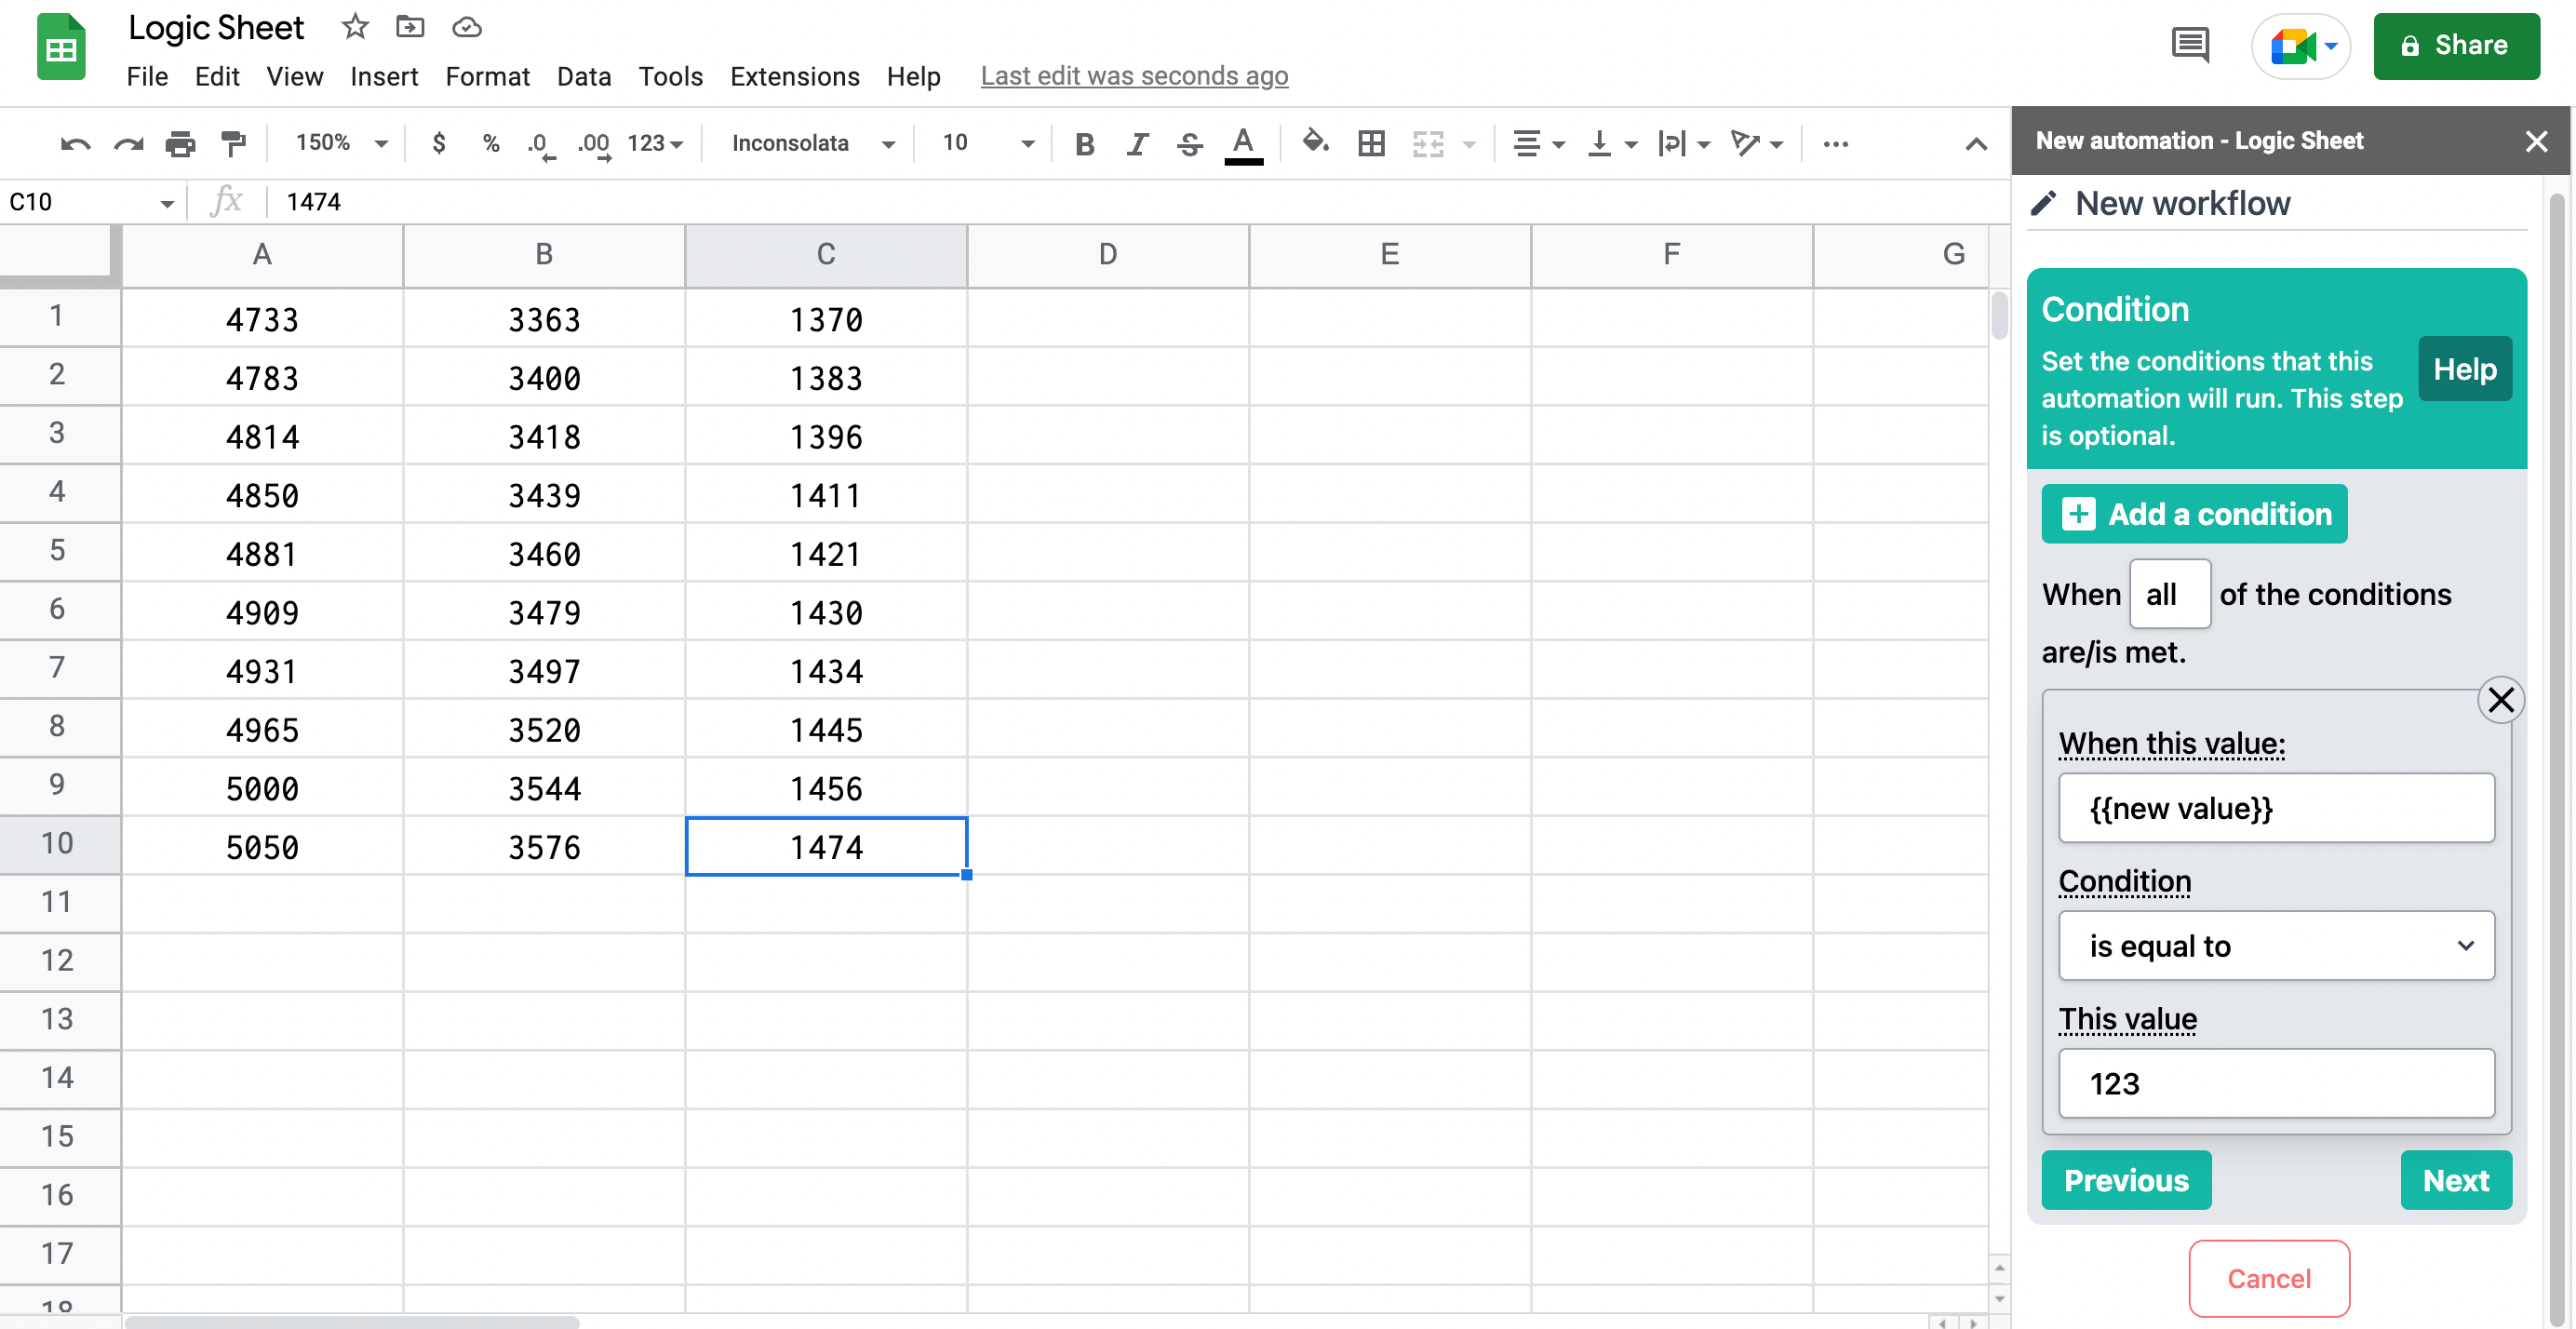 Logic Sheet
File Edit View Insert Format Data Tools Extensions Help Last edit was seconds ago
Share
150% $ % .0 .00 123 Inconsolata 10 B I S A
New automation - Logic Sheet
C10 fx 1474
New workflow
A B C D E F G
1 4733 3363 1370
2 4783 3400 1383
3 4814 3418 1396
4 4850 3439 1411
5 4881 3460 1421
6 4909 3479 1430
7 4931 3497 1434
8 4965 3520 1445
9 5000 3544 1456
10 5050 3576 1474
11
12
13
14
15
16
17
18
Condition
Set the conditions that this
automation will run. This step
is optional.
Help
Add a condition
When all of the conditions
are/is met.
When this value:
{{new value}}
Condition
is equal to
This value
123
Previous Next
Cancel